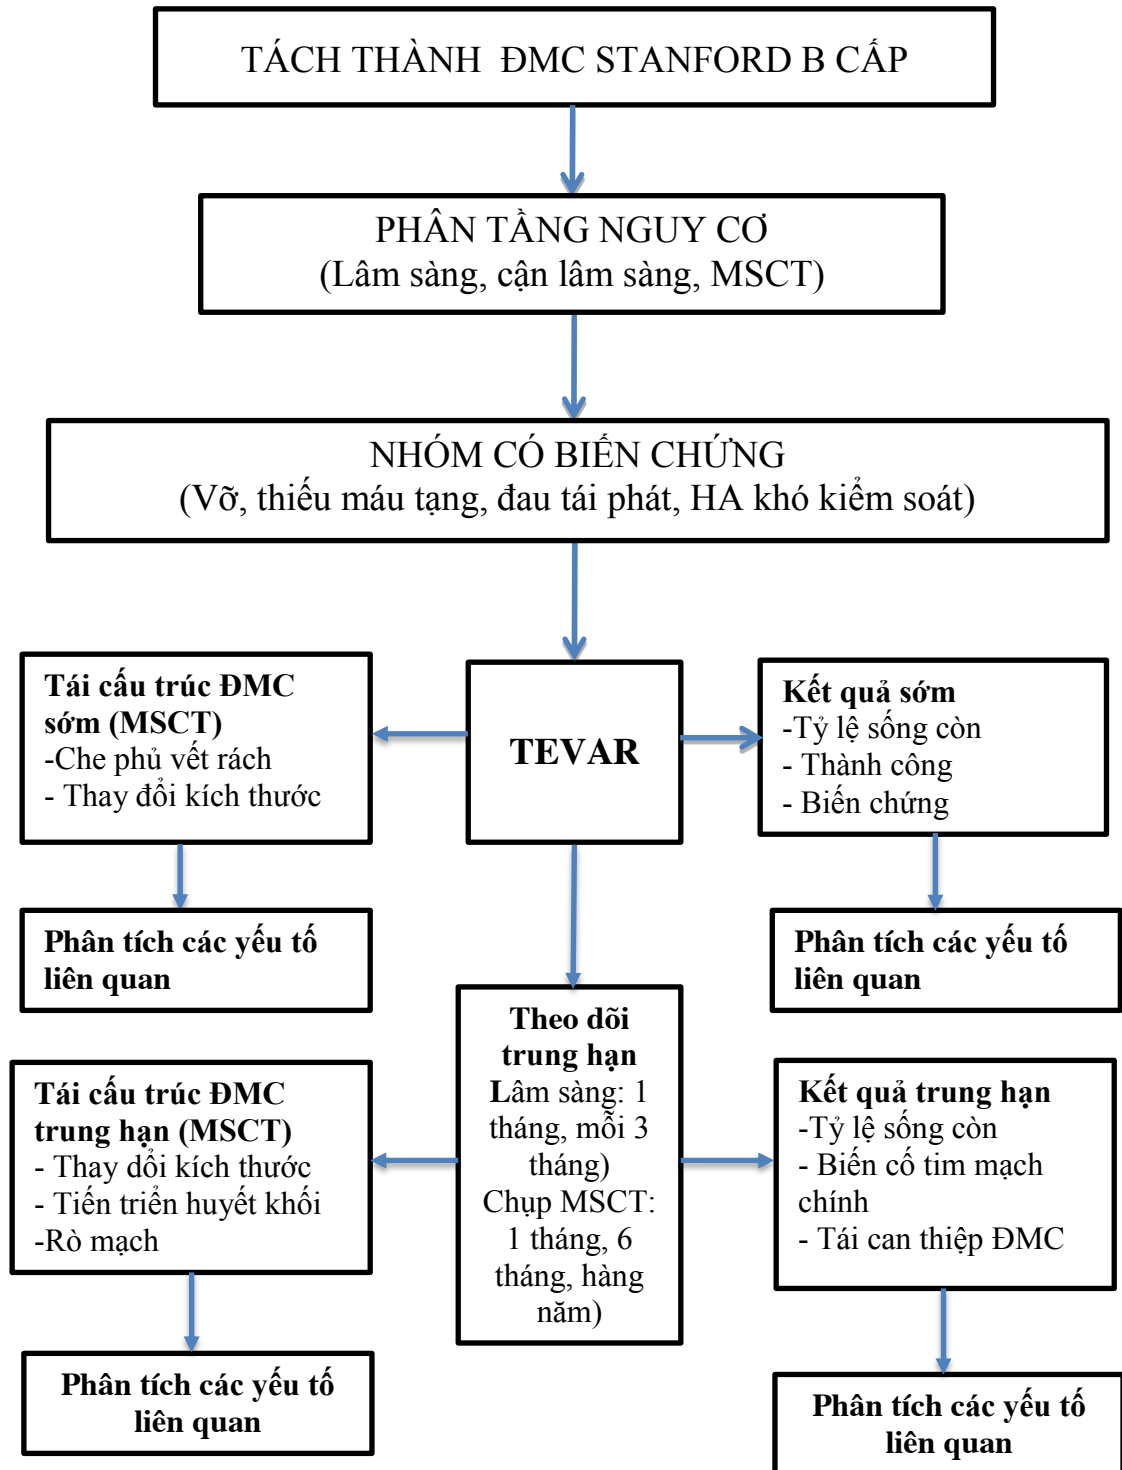 TÁCH THÀNH ĐMC STANFORD B CẤP
PHÂN TẦNG NGUY CƠ
(Lâm sàng, cận lâm sàng, MSCT)
NHÓM CÓ BIẾN CHỨNG
(Vỡ, thiếu máu tạng, đau tái phát, HA khó kiểm soát)
Tái cấu trúc ĐMC
sớm (MSCT)
-Che phủ vết rách
- Thay đổi kích thước
TEVAR
Kết quả sớm
-Tỷ lệ sống còn
- Thành công
- Biến chứng
Phân tích các yếu tố
liên quan
Phân tích các yếu tố
liên quan
Theo dõi
trung hạn
Lâm sàng: 1
tháng, mỗi 3
tháng)
Chụp MSCT:
1 tháng, 6
tháng, hàng
năm)
Tái cấu trúc ĐMC
trung hạn (MSCT)
- Thay dổi kích thước
- Tiến triển huyết khối
-Rò mạch
Kết quả trung hạn
-Tỷ lệ sống còn
- Biến cố tim mạch
chính
- Tái can thiệp ĐMC
Phân tích các yếu tố
liên quan
Phân tích các yếu tố
liên quan